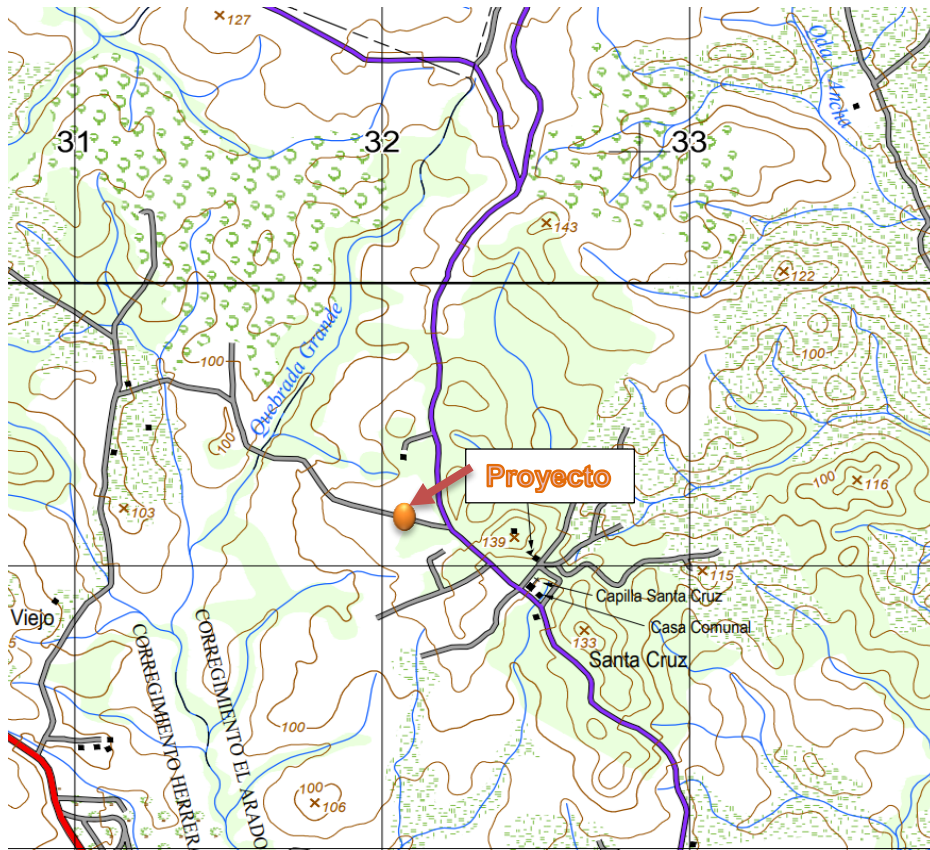 127
31
32
33
Qda. Ancha
143
122
100
100
Quebrada Grande
100
Proyecto
100
116
103
139
115
Viejo
Capilla Santa Cruz
Casa Comunal
133
Santa Cruz
CORREGIMIENTO HERRER
CORREGIMIENTO EL ARADO
100
100
106